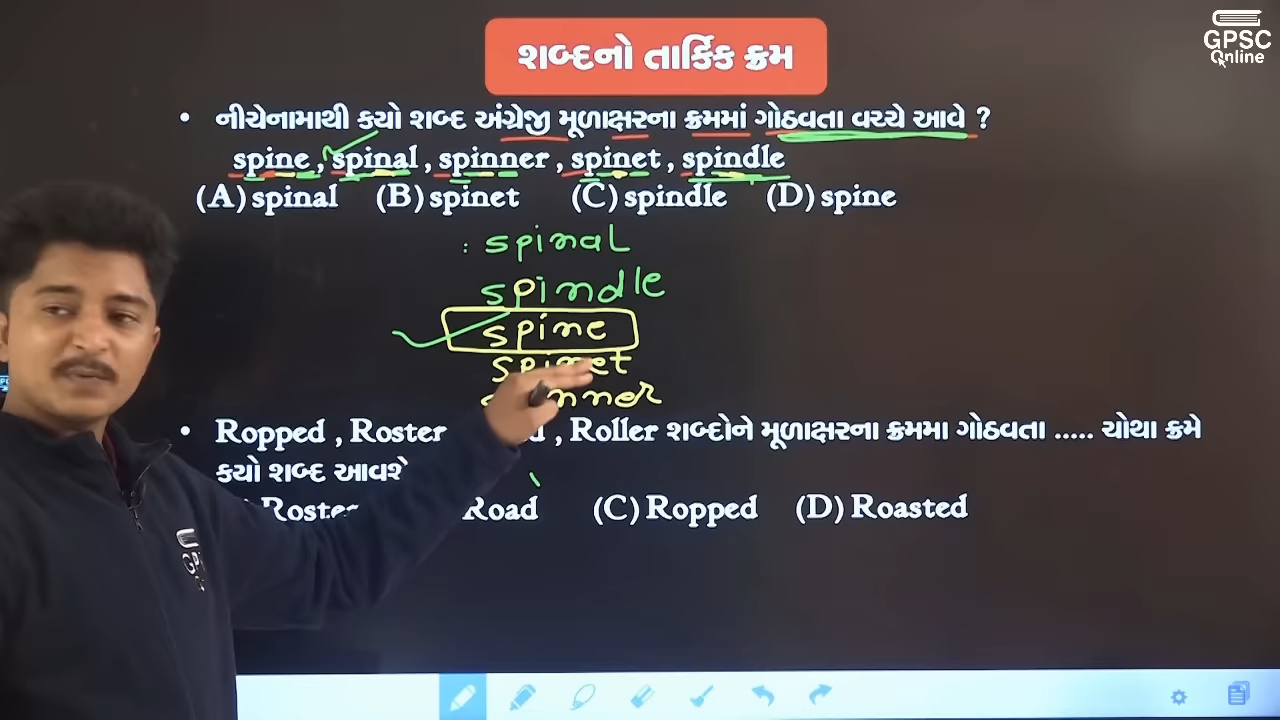 GPSC
Online
શબ્દનો તાર્કિક ક્રમ
• નીચેનામાથી કયો શબ્દ અંગ્રેજી મૂળાક્ષરના ક્રમમાં ગોઠવતા વચ્ચે આવે ?
spine, spinal, spinner, spinet, spindle
(A) spinal (B) spinet (C) spindle (D) spine
: spinal
spindle
spine
spinet
• Ropped, Roster , Roller શબ્દોને મૂળાક્ષરના ક્રમમા ગોઠવતા ..... ચોથા ક્રમે
કયો શબ્દ આવશે
Roster Road (C) Ropped (D) Roasted